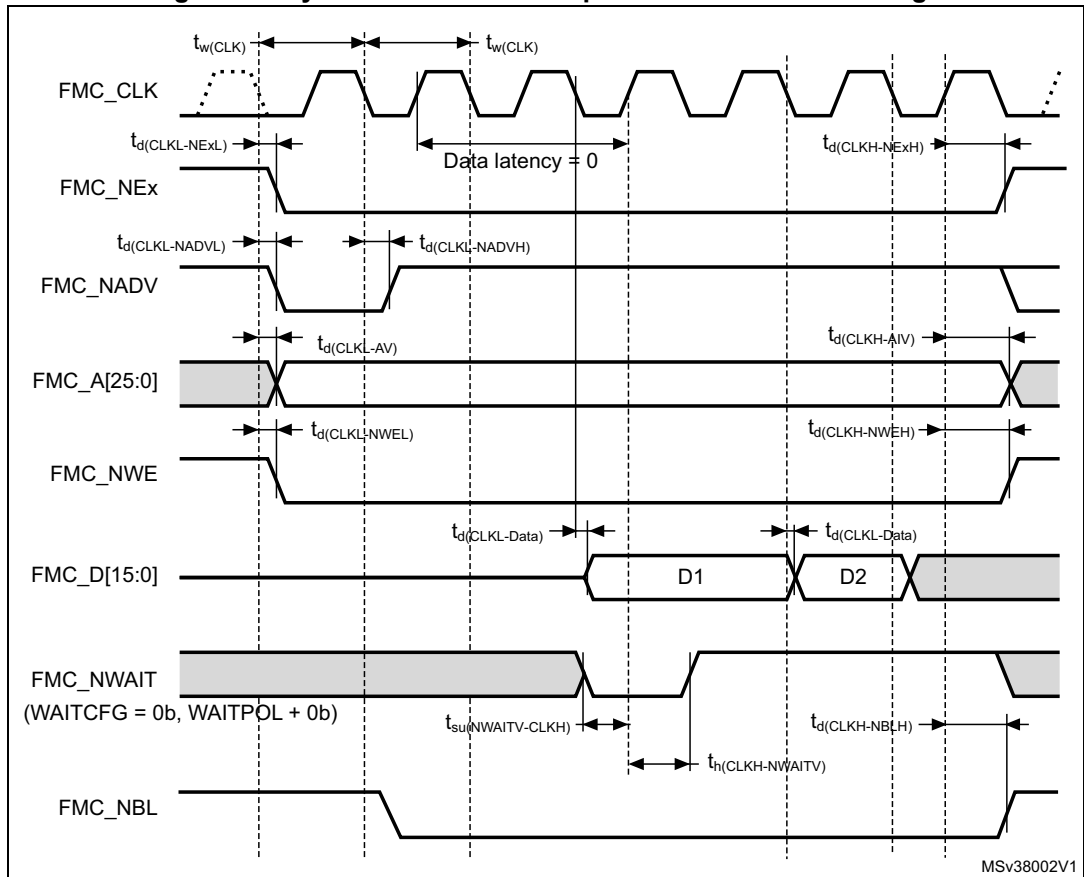 tw(CLK) tw(CLK)
FMC_CLK
td(CLKL-NExL) Data latency = 0 td(CLKH-NExH)
FMC_NEx
td(CLKL-NADVL) td(CLKL-NADVH)
FMC_NADV
td(CLKL-AV) td(CLKH-AIV)
FMC_A[25:0]
td(CLKL-NWEL) td(CLKH-NWEH)
FMC_NWE
td(CLKL-Data) td(CLKL-Data)
FMC_D[15:0] D1 D2
FMC_NWAIT
(WAITCFG = 0b, WAITPOL + 0b)
tsu(NWAITV-CLKH) td(CLKH-NBLH)
th(CLKH-NWAITV)
FMC_NBL
MSv38002V1